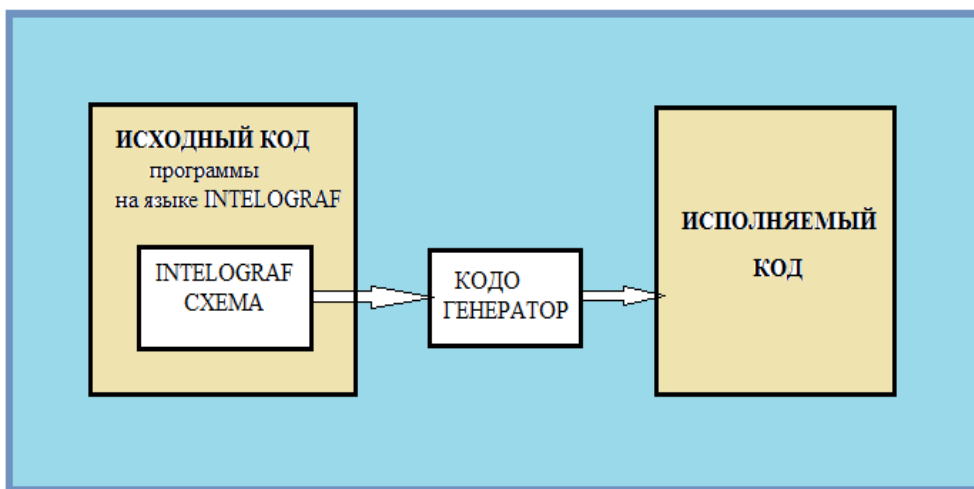 ИСХОДНЫЙ КОД
программы
на языке INTELOGRAF
INTELOGRAF
СХЕМА
КОДО
ГЕНЕРАТОР
ИСПОЛНЯЕМЫЙ
КОД